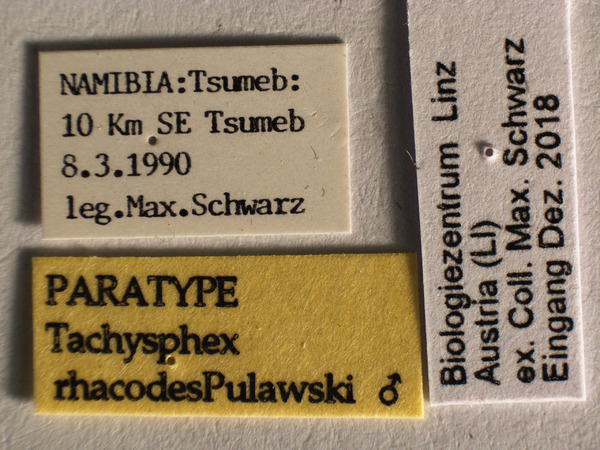 NAMIBIA:Tsumeb:
10 Km SE Tsumeb
8.3.1990
leg.Max.Schwarz
PARATYPE
Tachysphex
rhacodesPulawski ♂
Biologiezentrum Linz
Austria (LI)
ex. Coll. Max. Schwarz
Eingang Dez. 2018